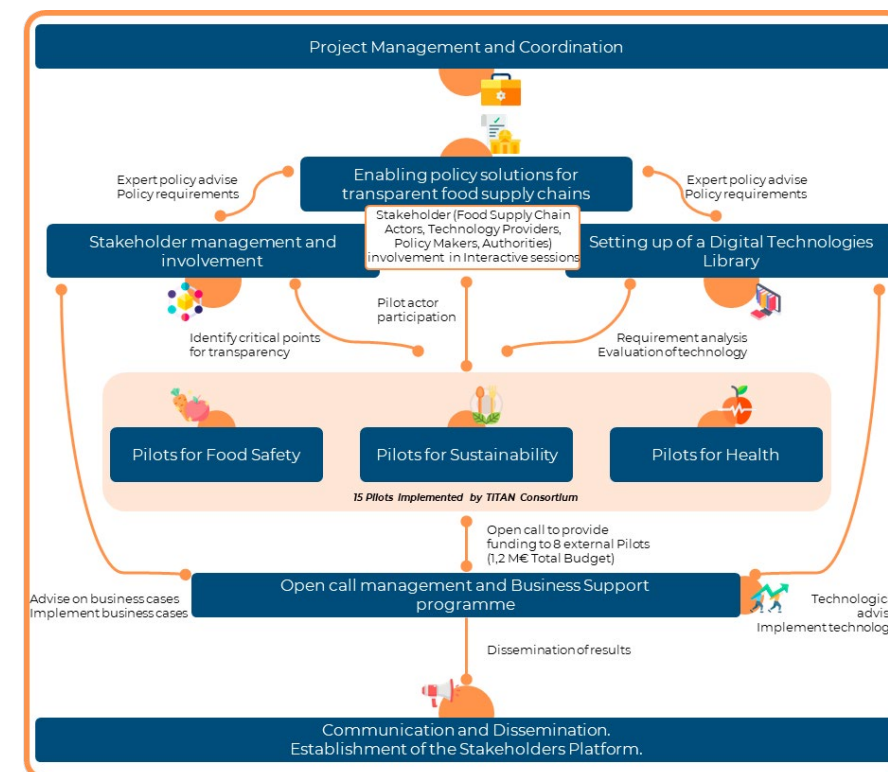 Project Management and Coordination
Enabling policy solutions for
transparent food supply chains
Expert policy advise
Policy requirements
Expert policy advise
Policy requirements
Stakeholder (Food Supply Chain
Actors, Technology Providers,
Policy Makers, Authorities)
involvement in Interactive sessions
Stakeholder management and
involvement
Setting up of a Digital Technologies
Library
Pilot actor
participation
Identify critical points
for transparency
Requirement analysis
Evaluation of technology
Pilots for Food Safety
Pilots for Sustainability
Pilots for Health
15 Pilots Implemented by TITAN Consortium
Open call to provide
funding to 8 external Pilots
(1,2 M€ Total Budget)
Open call management and Business Support
programme
Advise on business cases
Implement business cases
Technologic
advis
Implement technolog
Dissemination of results
Communication and Dissemination.
Establishment of the Stakeholders Platform.